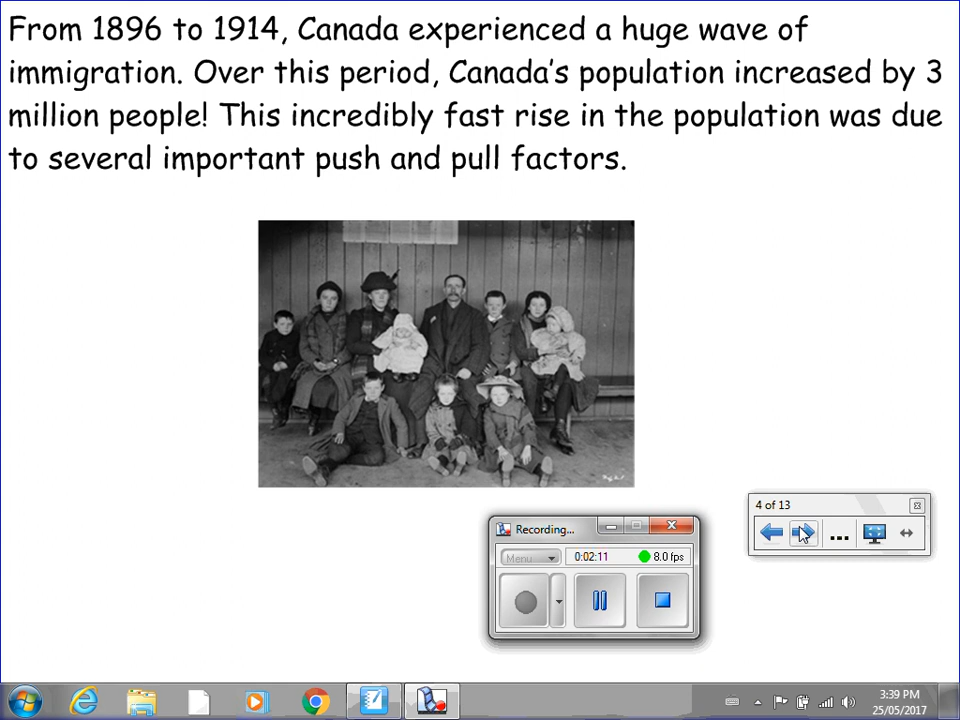 From 1896 to 1914, Canada experienced a huge wave of
immigration. Over this period, Canada's population increased by 3
million people! This incredibly fast rise in the population was due
to several important push and pull factors.
4 of 13
Recording...
Menu
0:02:11
8.0 fps
3:39 PM
25/05/2017